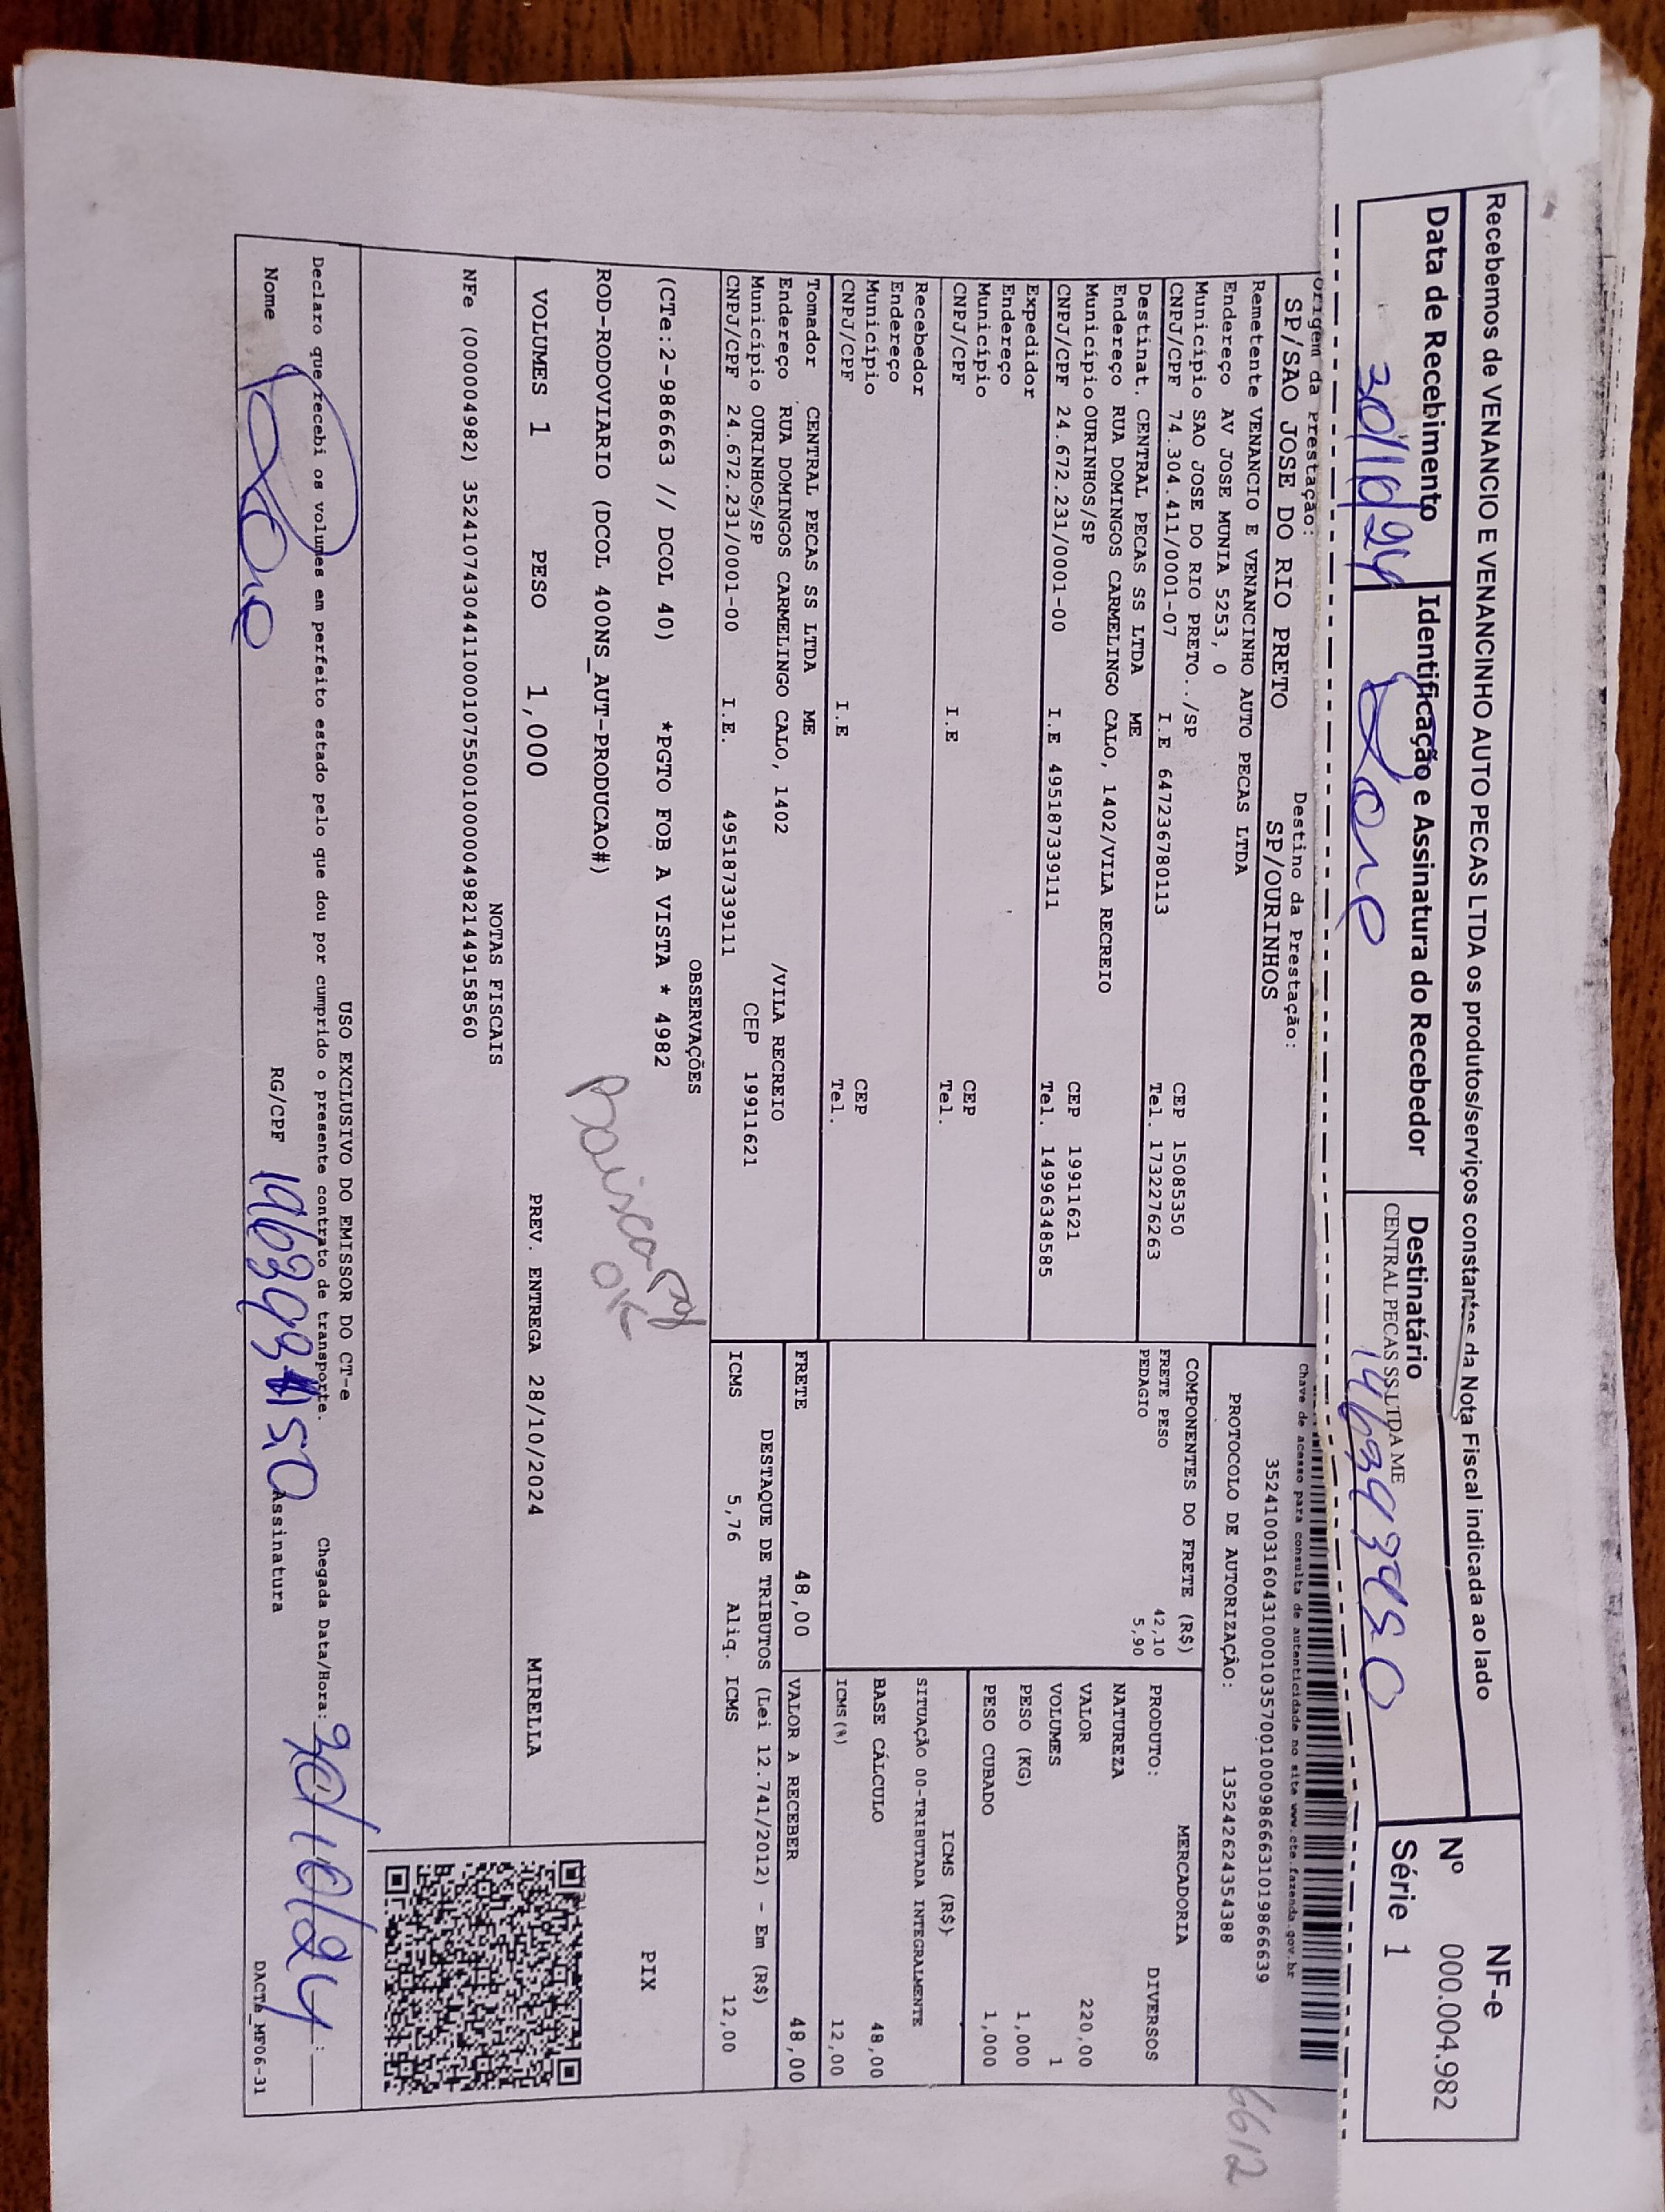 Recebemos de VENANCIO E VENANCINHO AUTO PECAS LTDA os produtos/serviços constantes da Nota Fiscal indicada ao lado
NF-e
Nº 000.004.982
Série 1
Data de Recebimento
30/10/24
Identificação e Assinatura do Recebedor
Destinatário
CENTRAL PECAS SS LTDA ME
Origem da Prestação:
SP/SAO JOSE DO RIO PRETO
Destino da Prestação:
SP/OURINHOS
Chave de acesso para consulta de autenticidade no site www.cte.fazenda.gov.br
35241003160431000103570010009866631019866639
PROTOCOLO DE AUTORIZAÇÃO: 135242624354388
6612
Remetente VENANCIO E VENANCINHO AUTO PECAS LTDA
Endereço AV JOSE MUNIA 5253, 0
Município SAO JOSE DO RIO PRETO../SP CEP 15085350
CNPJ/CPF 74.304.411/0001-07 I.E 647236780113 Tel. 1732276263
Destinat. CENTRAL PECAS SS LTDA ME
Endereço RUA DOMINGOS CARMELINGO CALO, 1402/VILA RECREIO
Município OURINHOS/SP CEP 19911621
CNPJ/CPF 24.672.231/0001-00 I.E 495187339111 Tel. 14996348585
Expedidor
Endereço
Município CEP
CNPJ/CPF I.E Tel.
Recebedor
Endereço
Município CEP
CNPJ/CPF I.E Tel.
Tomador CENTRAL PECAS SS LTDA ME
Endereço RUA DOMINGOS CARMELINGO CALO, 1402 /VILA RECREIO
Município OURINHOS/SP CEP 19911621
CNPJ/CPF 24.672.231/0001-00 I.E. 495187339111
COMPONENTES DO FRETE (R$)
FRETE PESO 42,10
PEDAGIO 5,90
MERCADORIA
PRODUTO: DIVERSOS
NATUREZA
VALOR 220,00
VOLUMES 1
PESO (KG) 1,000
PESO CUBADO 1,000
ICMS (R$)
SITUAÇÃO 00-TRIBUTADA INTEGRALMENTE
BASE CÁLCULO 48,00
ICMS(%) 12,00
FRETE 48,00
VALOR A RECEBER 48,00
DESTAQUE DE TRIBUTOS (Lei 12.741/2012) - Em (R$)
ICMS 5,76 Aliq. ICMS 12,00
OBSERVAÇÕES
(CTe:2-986663 // DCOL 40) *PGTO FOB A VISTA * 4982
ROD-RODOVIARIO (DCOL 400NS_AUT-PRODUCAO#)
Baixa
OK
PIX
VOLUMES 1 PESO 1,000 PREV. ENTREGA 28/10/2024 MIRELLA
NOTAS FISCAIS
NFe (000004982) 35241074304411000107550010000049821449158560
USO EXCLUSIVO DO EMISSOR DO CT-e
Declaro que recebi os volumes em perfeito estado pelo que dou por cumprido o presente contrato de transporte.
Chegada Data/Hora: 30/10/24 :
Nome
RG/CPF
Assinatura
DACTe_MF06-31